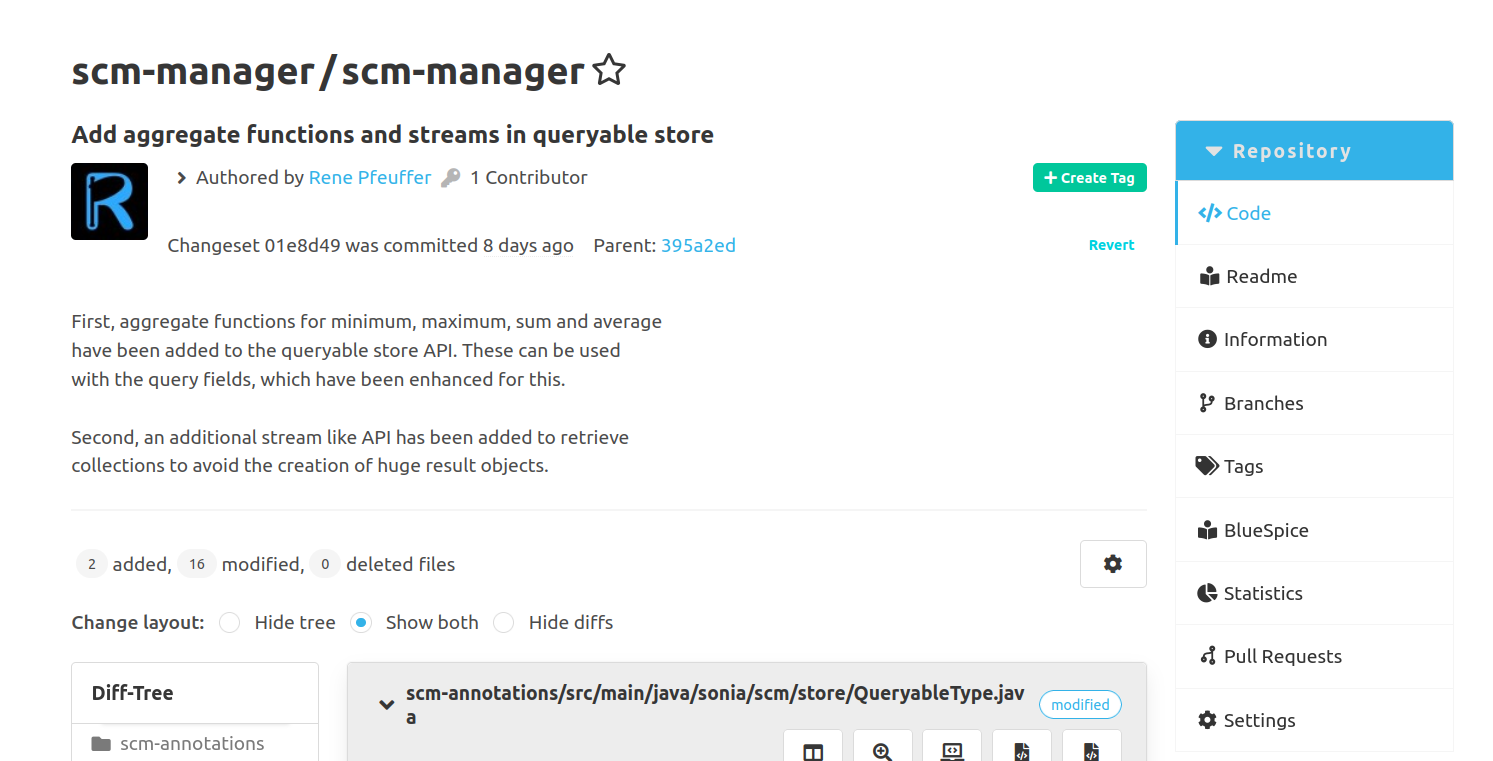 scm-manager/scm-manager
Add aggregate functions and streams in queryable store
Authored by Rene Pfeuffer 1 Contributor
Create Tag
Changeset 01e8d49 was committed 8 days ago Parent: 395a2ed
Revert
First, aggregate functions for minimum, maximum, sum and average
have been added to the queryable store API. These can be used
with the query fields, which have been enhanced for this.
Second, an additional stream like API has been added to retrieve
collections to avoid the creation of huge result objects.
2 added, 16 modified, 0 deleted files
Change layout: Hide tree Show both Hide diffs
Diff-Tree
scm-annotations
scm-annotations/src/main/java/sonia/scm/store/QueryableType.jav
a
modified
Repository
Code
Readme
Information
Branches
Tags
BlueSpice
Statistics
Pull Requests
Settings